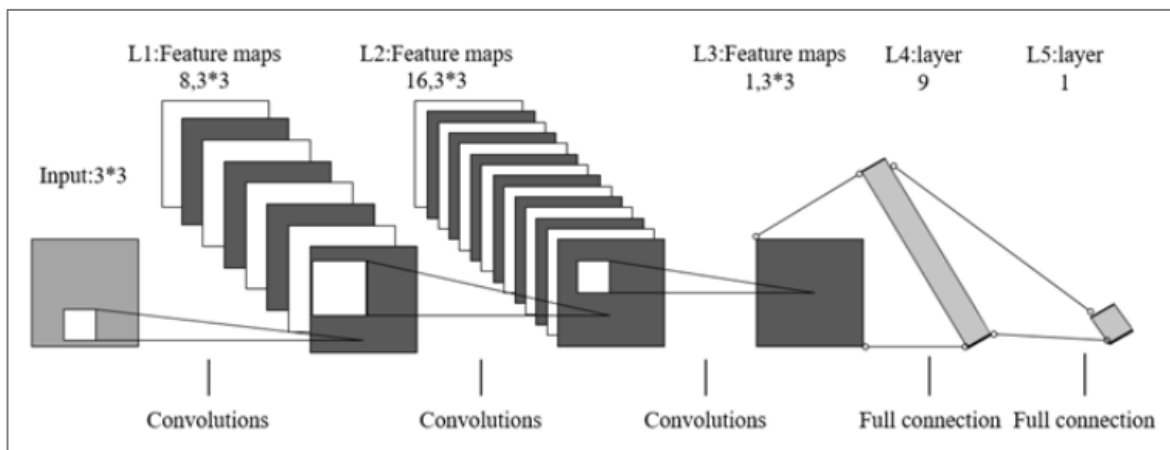 L1:Feature maps
8,3*3
L2:Feature maps
16,3*3
L3:Feature maps
1,3*3
L4:layer
9
L5:layer
1
Input:3*3
Convolutions
Convolutions
Convolutions
Full connection
Full connection